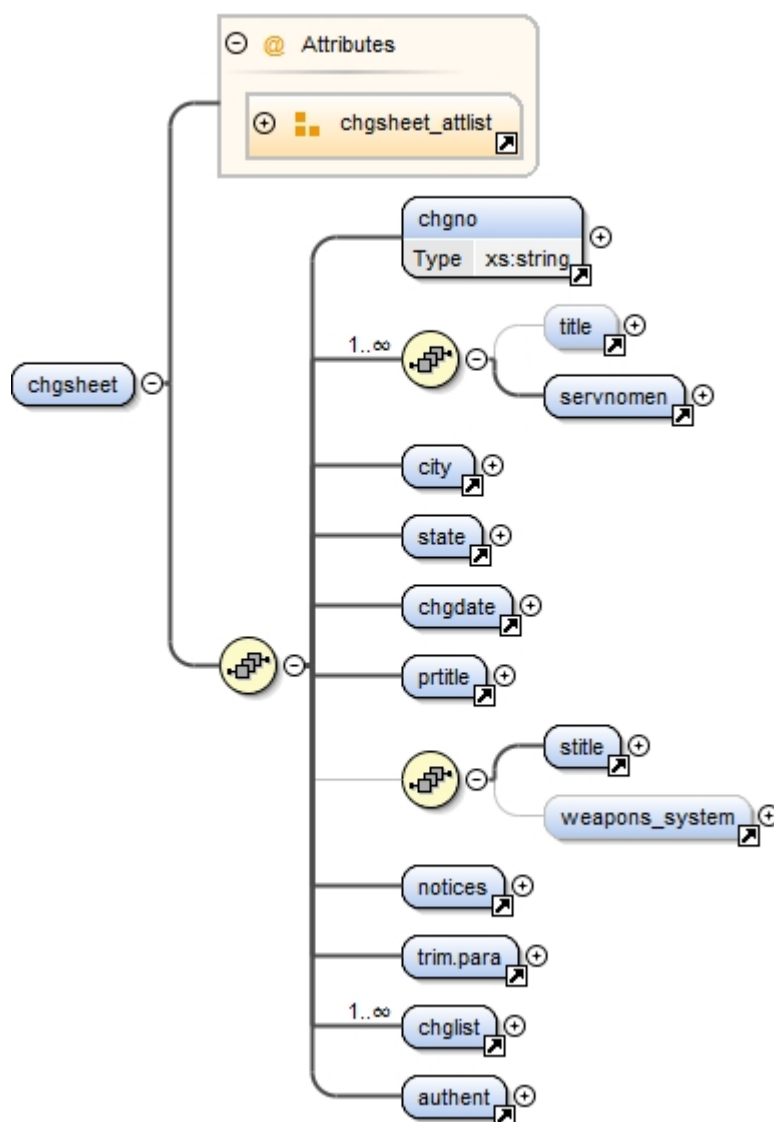 @ Attributes
chgsheet_attlist
chgno
Type xs:string
1..∞
title
servnomen
chgsheet
city
state
chgdate
prtitle
stitle
weapons_system
notices
trim.para
1..∞
chglist
authent